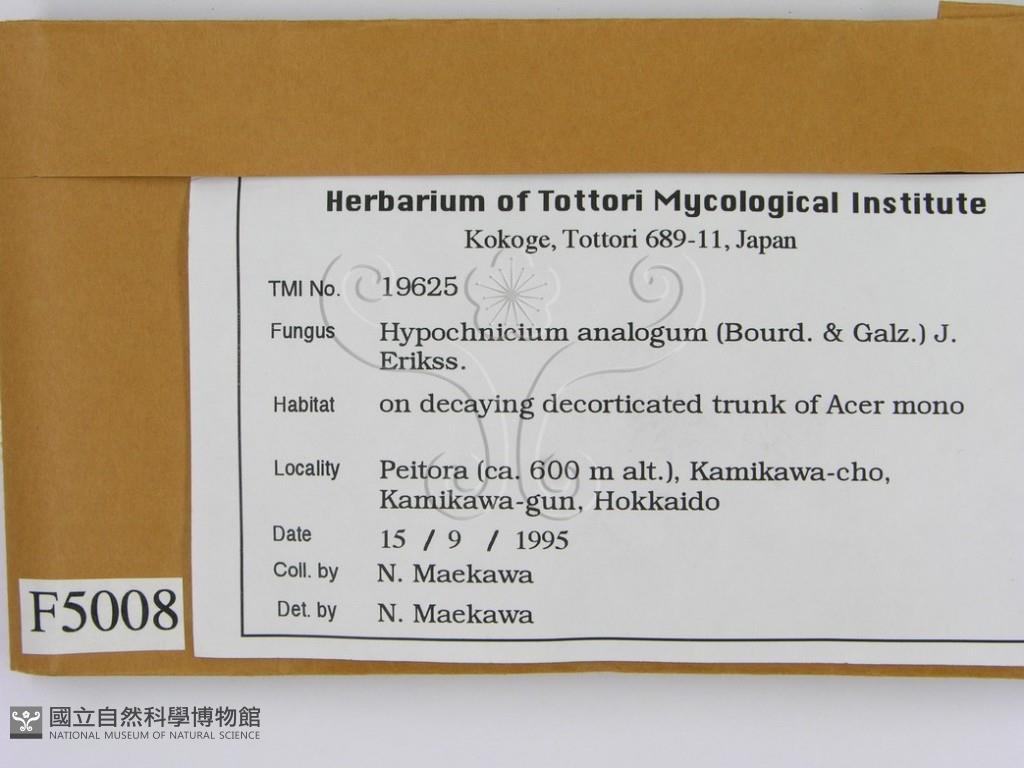 Herbarium of Tottori Mycological Institute
Kokoge, Tottori 689-11, Japan
TMI No. 19625
Fungus Hypochnicium analogum (Bourd. & Galz.) J.
Erikss.
Habitat on decaying decorticated trunk of Acer mono
Locality Peitora (ca. 600 m alt.), Kamikawa-cho,
Kamikawa-gun, Hokkaido
Date 15 / 9 / 1995
Coll. by N. Maekawa
Det. by N. Maekawa
F5008
國立自然科學博物館
NATIONAL MUSEUM OF NATURAL SCIENCE